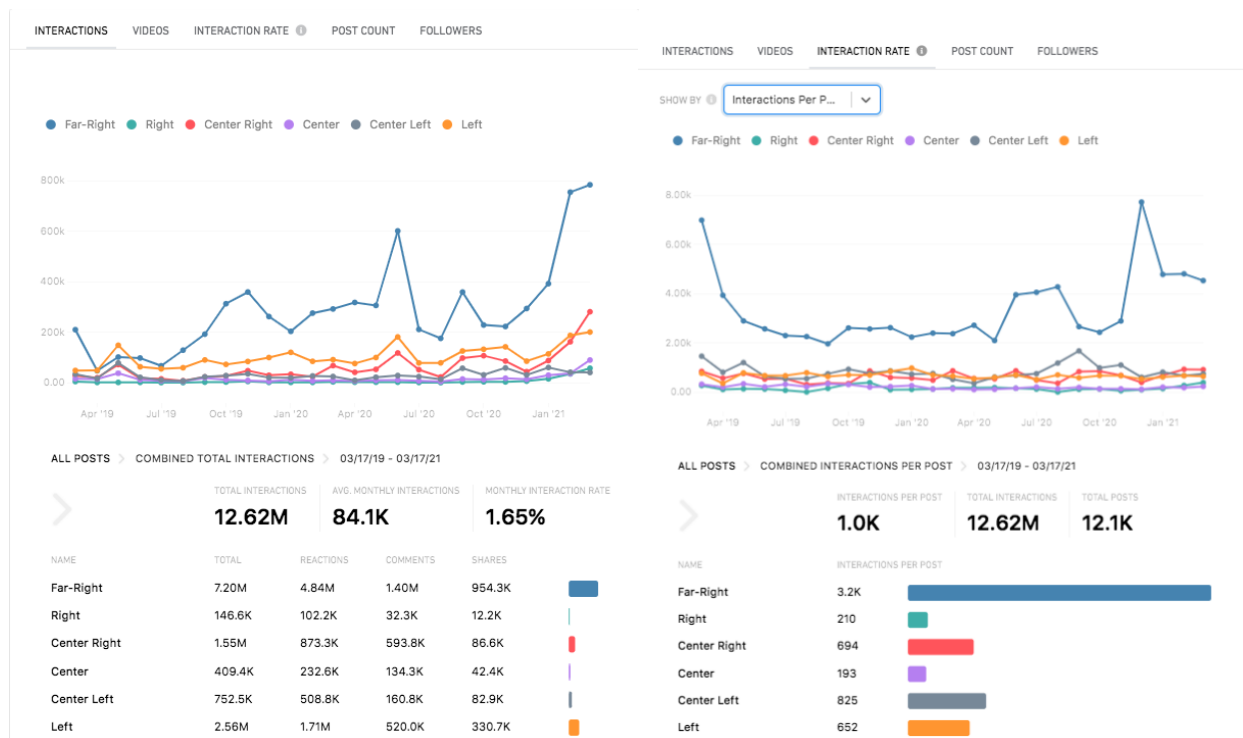 INTERACTIONS VIDEOS INTERACTION RATE POST COUNT FOLLOWERS
Far-Right Right Center Right Center Center Left Left
800k
600k
400k
200k
0.00
Apr '19 Jul '19 Oct '19 Jan '20 Apr '20 Jul '20 Oct '20 Jan '21
ALL POSTS COMBINED TOTAL INTERACTIONS 03/17/19 - 03/17/21
TOTAL INTERACTIONS AVG. MONTHLY INTERACTIONS MONTHLY INTERACTION RATE
12.62M 84.1K 1.65%
NAME TOTAL REACTIONS COMMENTS SHARES
Far-Right 7.20M 4.84M 1.40M 954.3K
Right 146.6K 102.2K 32.3K 12.2K
Center Right 1.55M 873.3K 593.8K 86.6K
Center 409.4K 232.6K 134.3K 42.4K
Center Left 752.5K 508.8K 160.8K 82.9K
Left 2.56M 1.71M 520.0K 330.7K
INTERACTIONS VIDEOS INTERACTION RATE POST COUNT FOLLOWERS
SHOW BY Interactions Per P...
Far-Right Right Center Right Center Center Left Left
8.00k
6.00k
4.00k
2.00k
0.00
Apr '19 Jul '19 Oct '19 Jan '20 Apr '20 Jul '20 Oct '20 Jan '21
ALL POSTS COMBINED INTERACTIONS PER POST 03/17/19 - 03/17/21
INTERACTIONS PER POST TOTAL INTERACTIONS TOTAL POSTS
1.0K 12.62M 12.1K
NAME INTERACTIONS PER POST
Far-Right 3.2K
Right 210
Center Right 694
Center 193
Center Left 825
Left 652